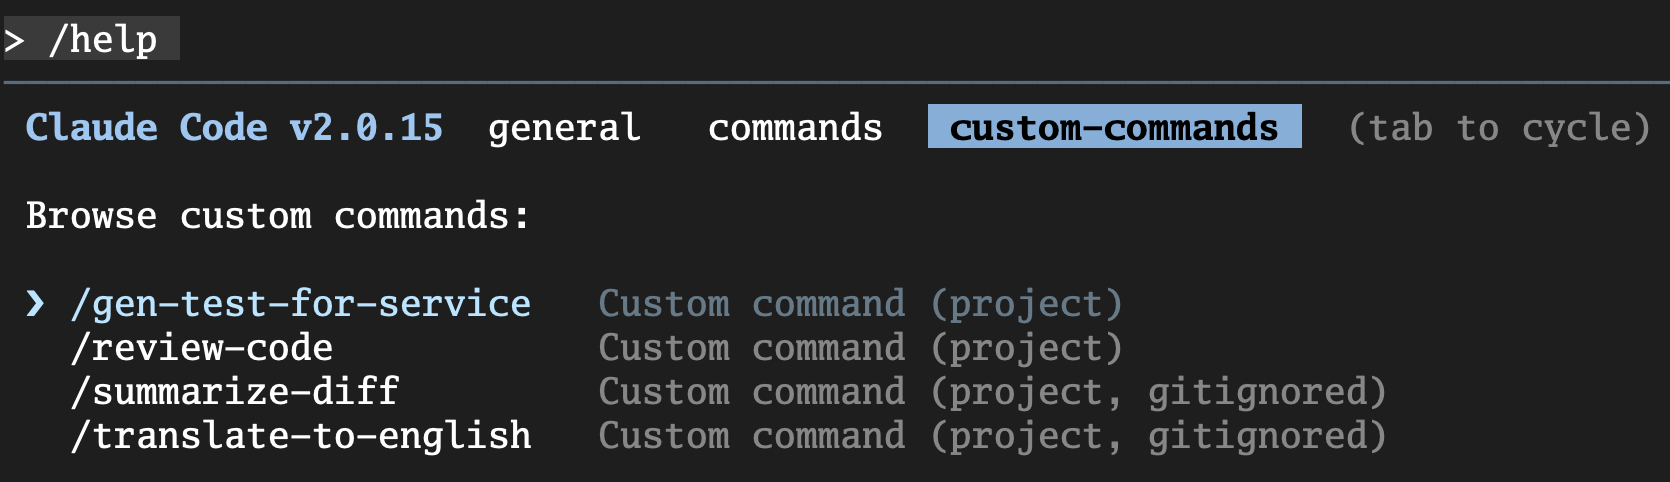 > /help
Claude Code v2.0.15 general commands custom-commands (tab to cycle)
Browse custom commands:
❯ /gen-test-for-service Custom command (project)
/review-code Custom command (project)
/summarize-diff Custom command (project, gitignored)
/translate-to-english Custom command (project, gitignored)